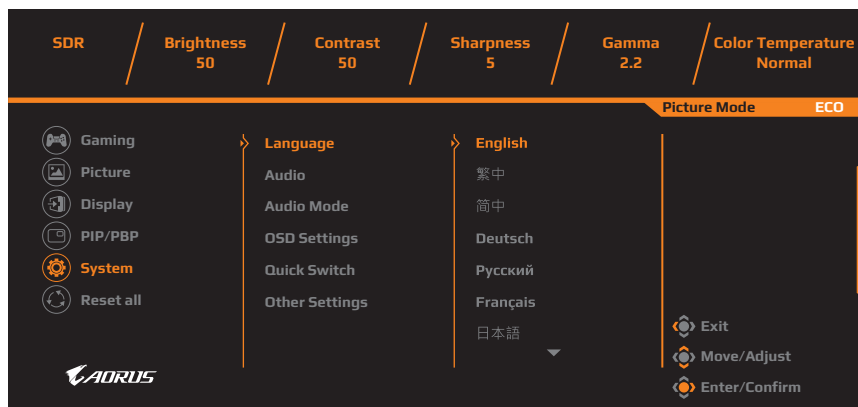 SDR
Brightness
50
Contrast
50
Sharpness
5
Gamma
2.2
Color Temperature
Normal
Picture Mode ECO
Gaming
Picture
Display
PIP/PBP
System
Reset all
Language
Audio
Audio Mode
OSD Settings
Quick Switch
Other Settings
English
繁中
简中
Deutsch
Русский
Français
日本語
Exit
Move/Adjust
Enter/Confirm
AORUS